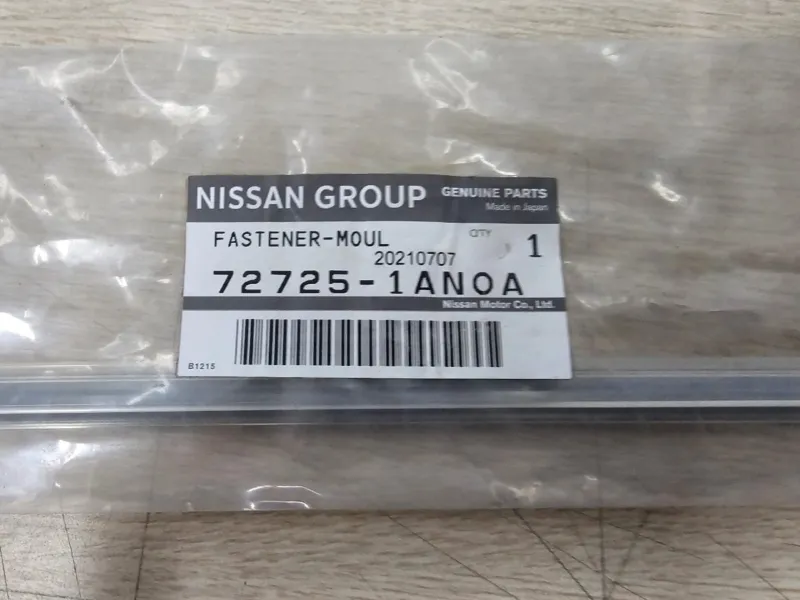 NISSAN GROUP
GENUINE PARTS
Made in Japan
FASTENER-MOUL
QTY
1
20210707
72725-1AN0A
Nissan Motor Co., Ltd.
B1215